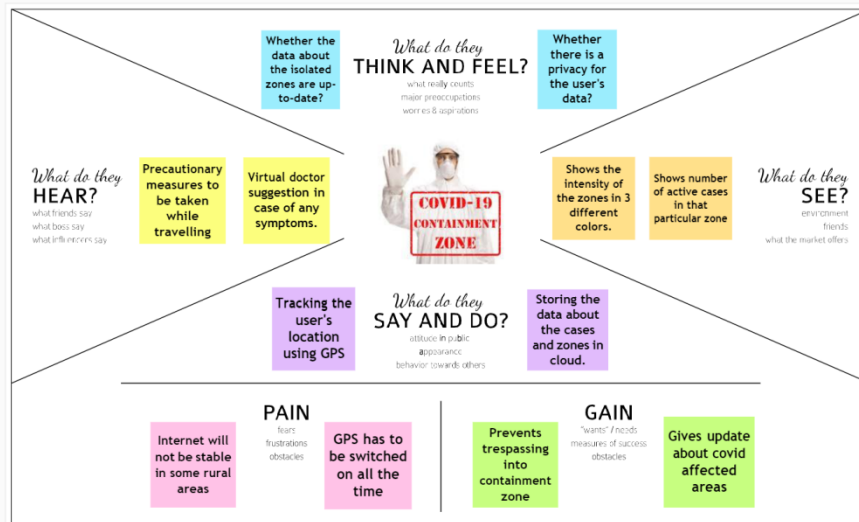 Whether the
data about
the isolated
zones are up-
to-date?
What do they
THINK AND FEEL?
what really counts
major preoccupations
worries & aspirations
Whether
there is a
privacy for
the user's
data?
What do they
HEAR?
what friends say
what boss say
what influencers say
Precautionary
measures to
be taken
while
travelling
Virtual doctor
suggestion in
case of any
symptoms.
COVID-19
CONTAINMENT
ZONE
Shows the
intensity of
the zones in 3
different
colors.
Shows number
of active cases
in that
particular zone
What do they
SEE?
environment
friends
what the market offers
Tracking the
user's
location
using GPS
What do they
SAY AND DO?
attitude in public
appearance
behavior towards others
Storing the
data about
the cases
and zones in
cloud.
PAIN
fears
frustrations
obstacles
Internet will
not be stable
in some rural
areas
GPS has to
be switched
on all the
time
GAIN
"wants" / needs
measures of success
obstacles
Prevents
trespassing
into
containment
zone
Gives update
about covid
affected
areas